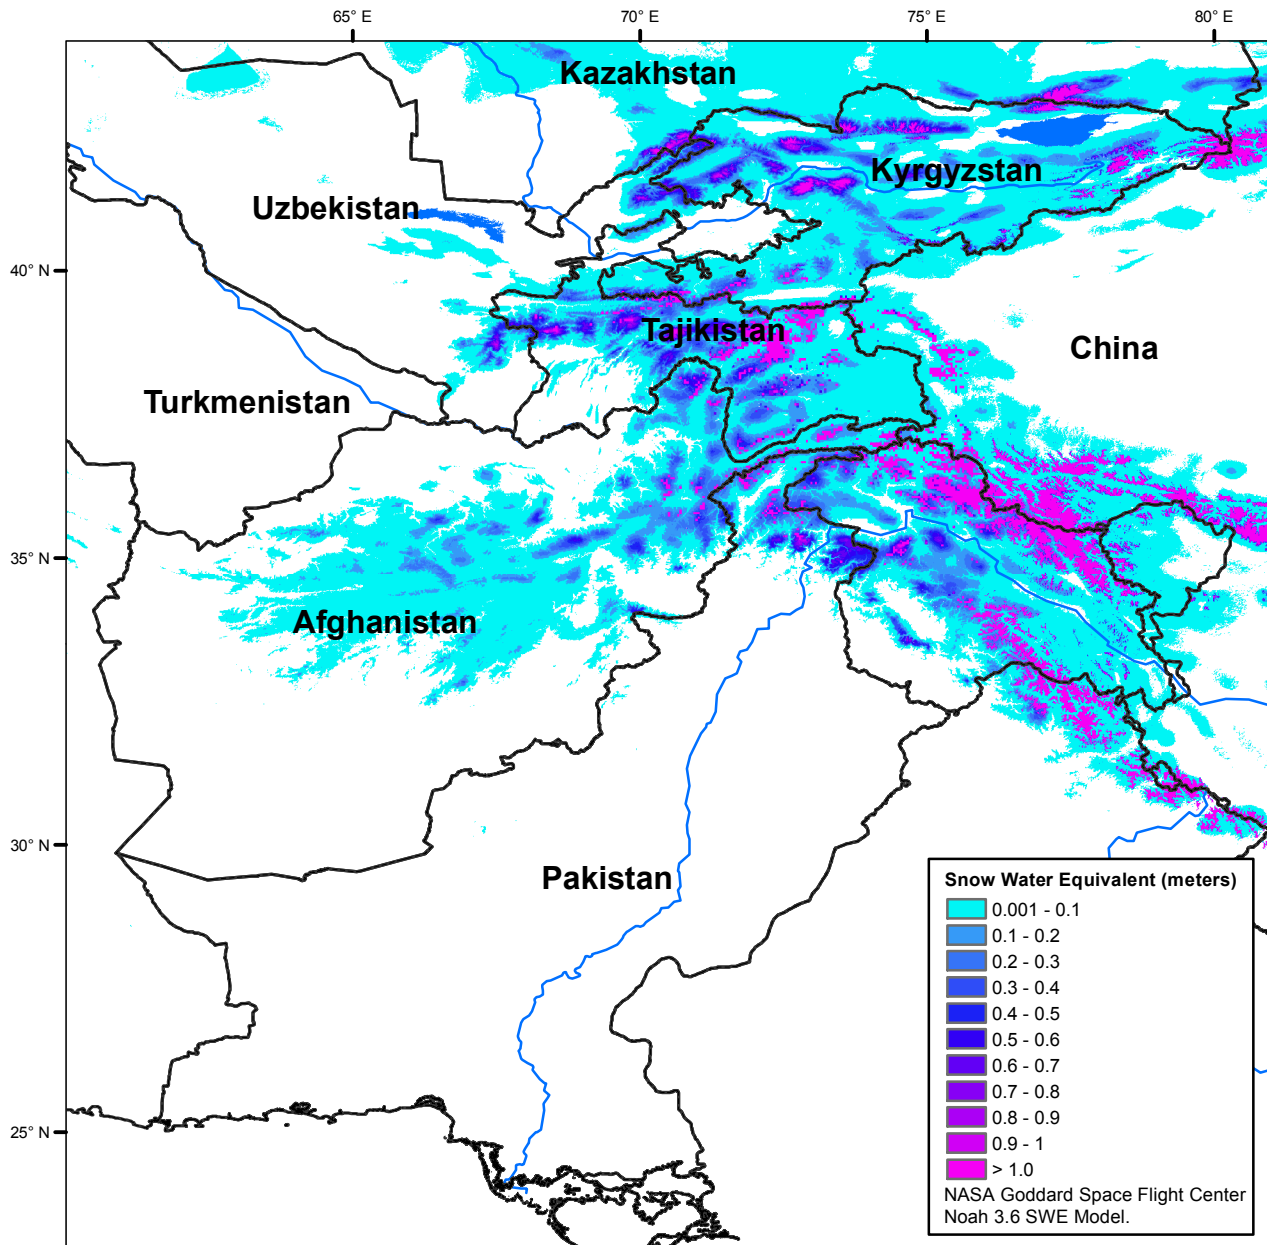 65° E
70° E
75° E
80° E
Kazakhstan
Kyrgyzstan
Uzbekistan
40° N
Tajikistan
China
Turkmenistan
35° N
Afghanistan
30° N
Pakistan
25° N
Snow Water Equivalent (meters)
0.001 - 0.1
0.1 - 0.2
0.2 - 0.3
0.3 - 0.4
0.4 - 0.5
0.5 - 0.6
0.6 - 0.7
0.7 - 0.8
0.8 - 0.9
0.9 - 1
> 1.0
NASA Goddard Space Flight Center
Noah 3.6 SWE Model.